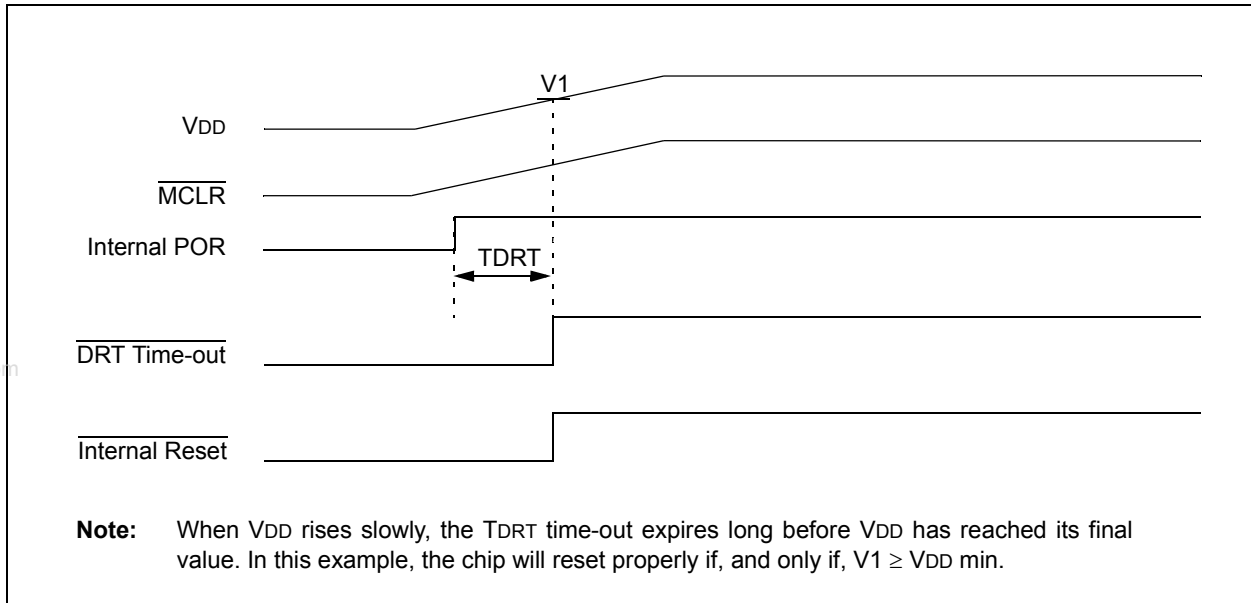 V1
VDD
MCLR
Internal POR
TDRT
DRT Time-out
m
Internal Reset
Note: When VDD rises slowly, the TDRT time-out expires long before VDD has reached its final
value. In this example, the chip will reset properly if, and only if, V1 ≥ VDD min.